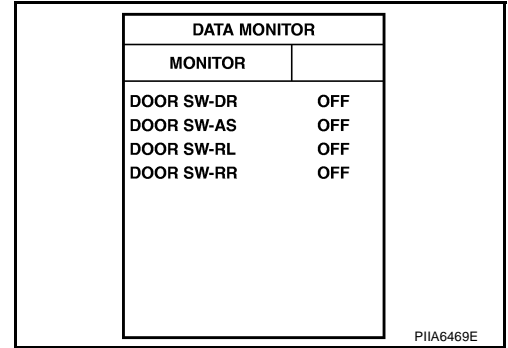 DATA MONITOR
MONITOR
DOOR SW-DR OFF
DOOR SW-AS OFF
DOOR SW-RL OFF
DOOR SW-RR OFF
PIIA6469E